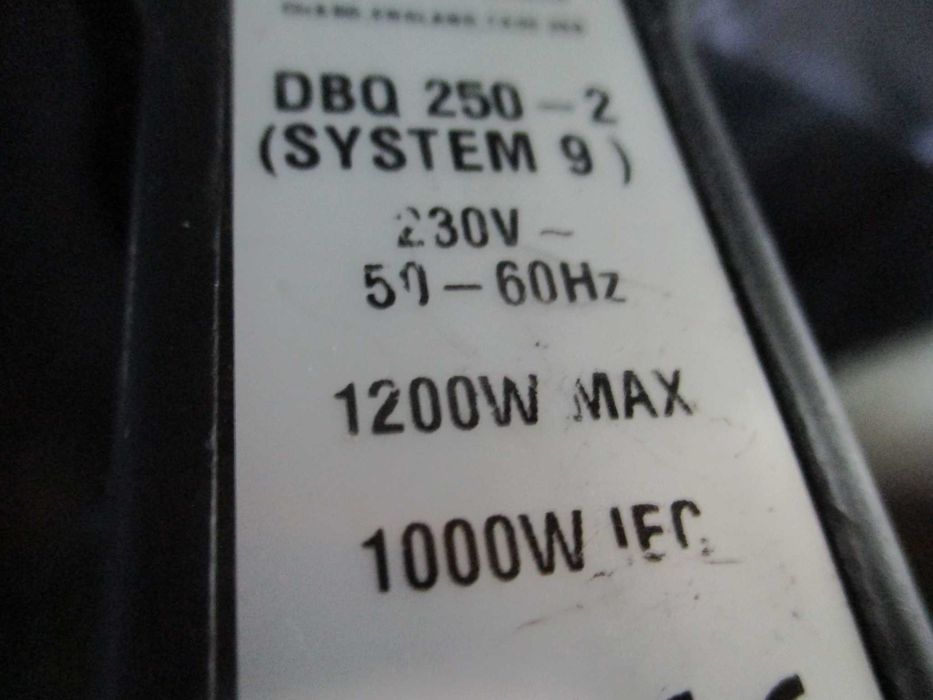 DBQ 250-2
(SYSTEM 9)
230V ~
50-60Hz
1200W MAX
1000W IEC